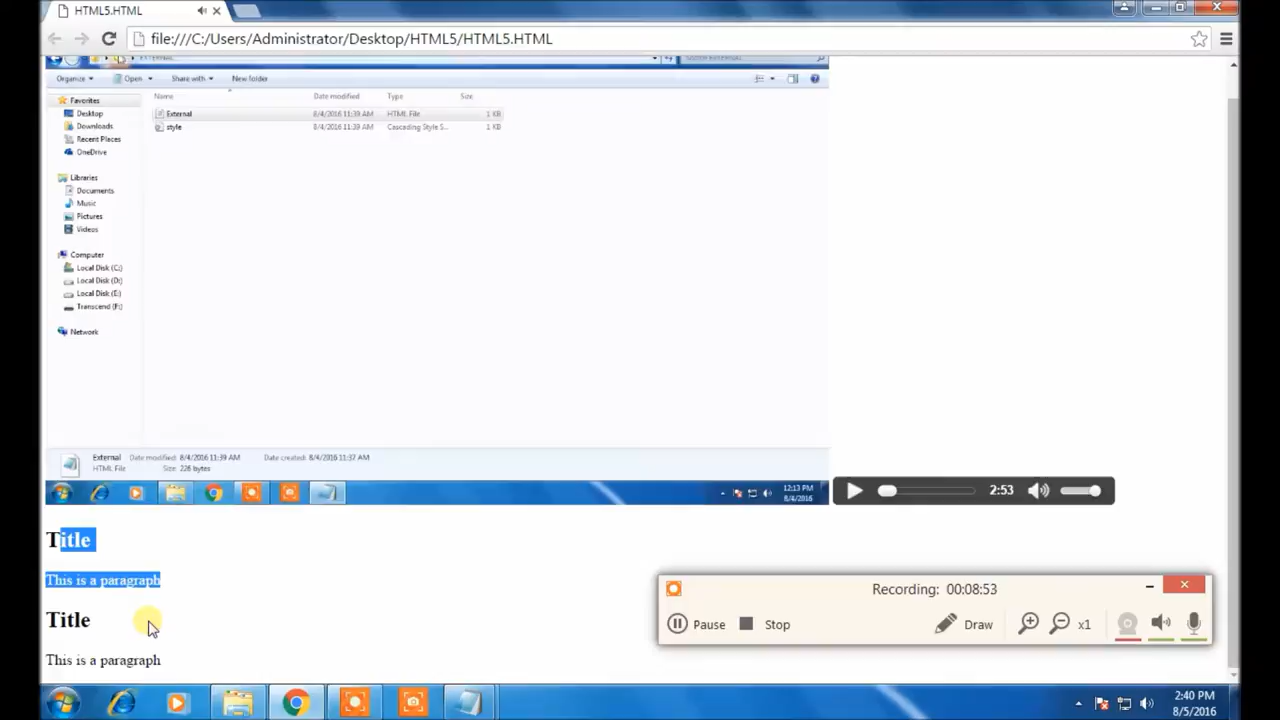 HTML5.HTML
file:///C:/Users/Administrator/Desktop/HTML5/HTML5.HTML
Organize Open Share with New folder
Name Date modified Type Size
Favorites
External 8/4/2016 11:39 AM HTML File 1 KB
Desktop
style 8/4/2016 11:39 AM Cascading Style S... 1 KB
Downloads
Recent Places
OneDrive
Libraries
Documents
Music
Pictures
Videos
Computer
Local Disk (C:)
Local Disk (D:)
Local Disk (E:)
Transcend (F:)
Network
External Date modified: 8/4/2016 11:39 AM Date created: 8/4/2016 11:37 AM
HTML File Size: 226 bytes
12:13 PM
8/4/2016
2:53
Title
This is a paragraph
Title
This is a paragraph
Recording: 00:08:53
Pause Stop Draw x1
2:40 PM
8/5/2016